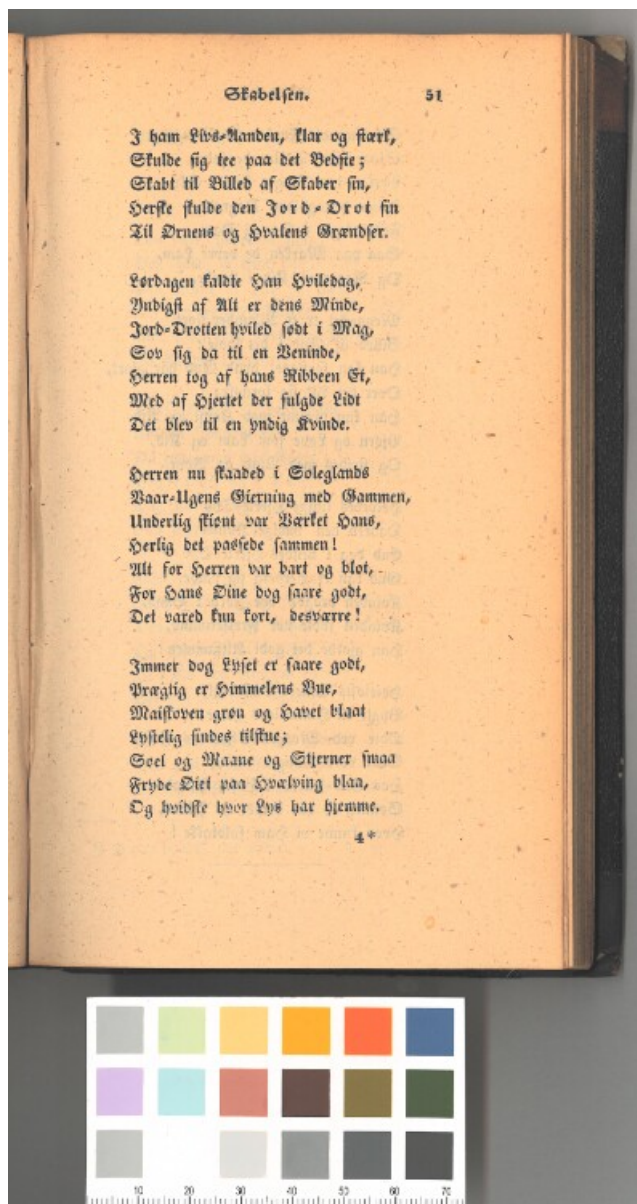 Skabelsen. 51
I ham Livs-Aanden, klar og stærk,
Skulde sig tee paa det Bedste;
Skabt til Billed af Skaber sin,
Herske skulde den Jord-Drot fin
Til Ørnens og Hvalens Grændser.
Lørdagen kaldte Han Hviledag,
Yndigst af Alt er dens Minde,
Jord-Drotten hviled sødt i Mag,
Sov sig da til en Veninde,
Herren tog af hans Ribbeen Et,
Med af Hjertet der fulgde Lidt
Det blev til en yndig Kvinde.
Herren nu skaaded i Soleglands
Vaar-Ugens Gierning med Gammen,
Underlig skiønt var Værket Hans,
Herlig det passede sammen!
Alt for Herren var bart og blot,
For Hans Øine dog saare godt,
Det vared kun kort, desværre!
Immer dog Lyset er saare godt,
Prægtig er Himmelens Bue,
Maiskoven grøn og Havet blaat
Lystelig findes tilskue;
Soel og Maane og Stjerner smaa
Fryde Øiet paa Hvælving blaa,
Og hvidske hvor Lys har hjemme.
4*
10 20 30 40 50 60 70